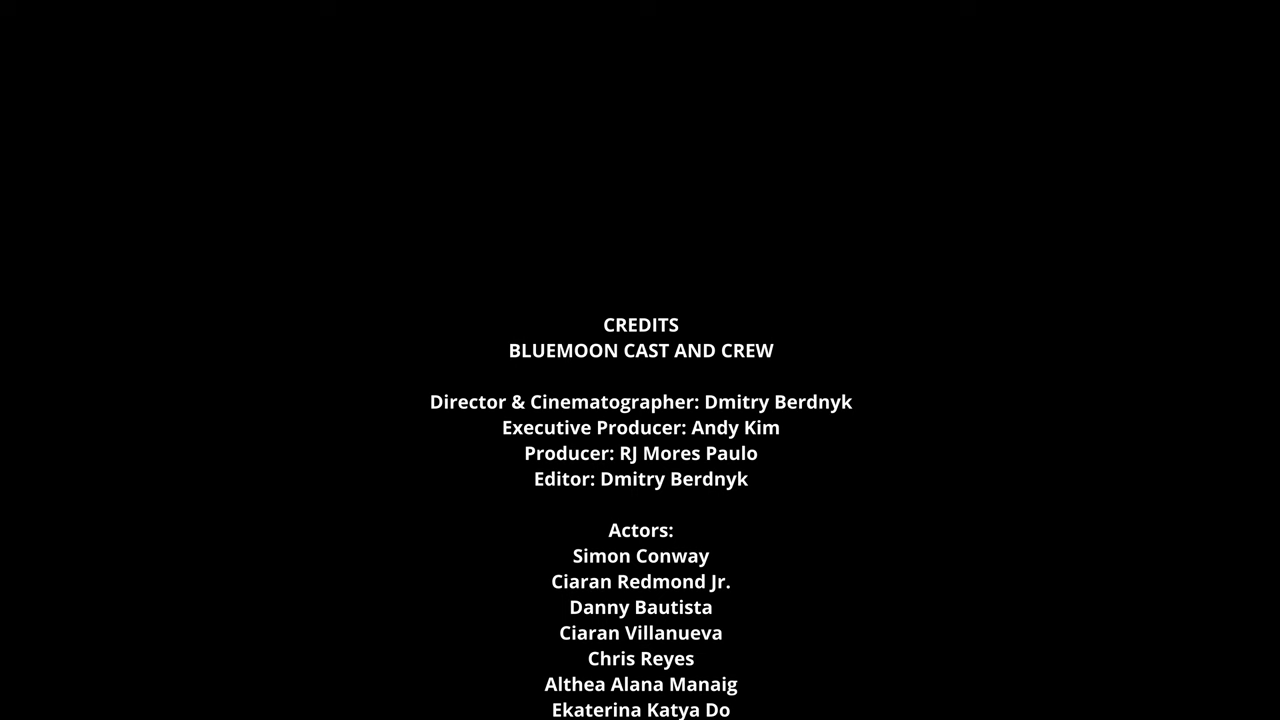 CREDITS
BLUEMOON CAST AND CREW
Director & Cinematographer: Dmitry Berdnyk
Executive Producer: Andy Kim
Producer: RJ Mores Paulo
Editor: Dmitry Berdnyk
Actors:
Simon Conway
Ciaran Redmond Jr.
Danny Bautista
Ciaran Villanueva
Chris Reyes
Althea Alana Manaig
Ekaterina Katya Do